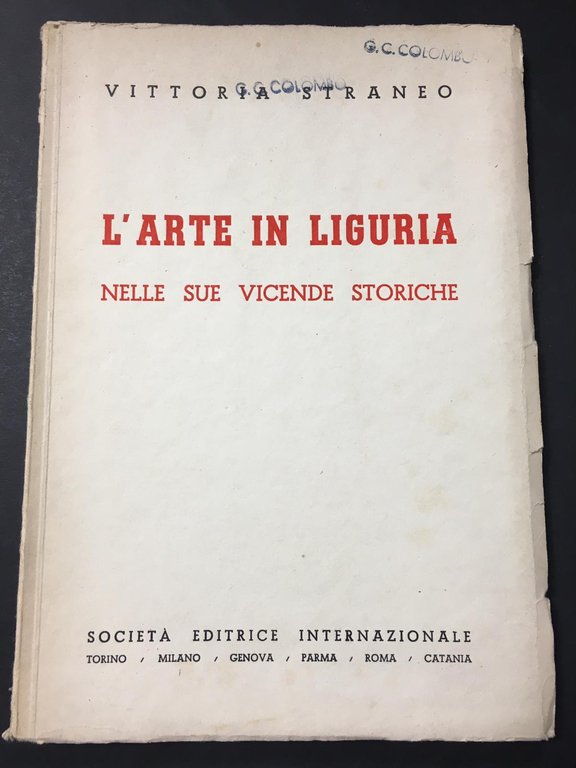 G.C. COLOMBO
VITTORIA STRANEO
G.C. COLOMBO
L'ARTE IN LIGURIA
NELLE SUE VICENDE STORICHE
SOCIETÀ EDITRICE INTERNAZIONALE
TORINO / MILANO / GENOVA / PARMA / ROMA / CATANIA